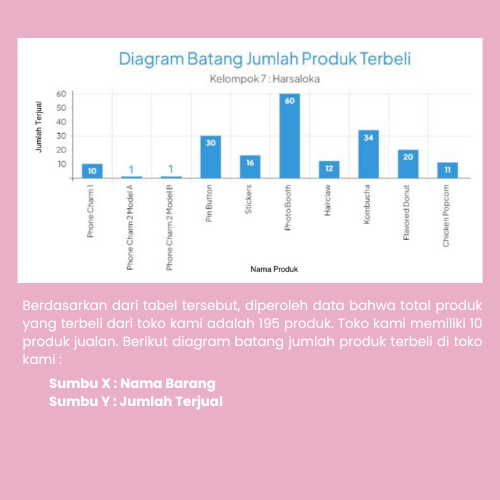 Diagram Batang Jumlah Produk Terbeli
Kelompok 7 : Harsaloka
Jumlah Terjual
60
50
40
30
20
10
10
1
1
30
16
60
12
34
20
11
Phone Charm 1
Phone Charm 2 Model A
Phone Charm 2 Model B
Pin Button
Stickers
Photo Booth
Hairclaw
Kombucha
Flavored Donut
Chicken Popcorn
Nama Produk
Berdasarkan dari tabel tersebut, diperoleh data bahwa total produk
yang terbeli dari toko kami adalah 195 produk. Toko kami memiliki 10
produk jualan. Berikut diagram batang jumlah produk terbeli di toko
kami :
Sumbu X : Nama Barang
Sumbu Y : Jumlah Terjual